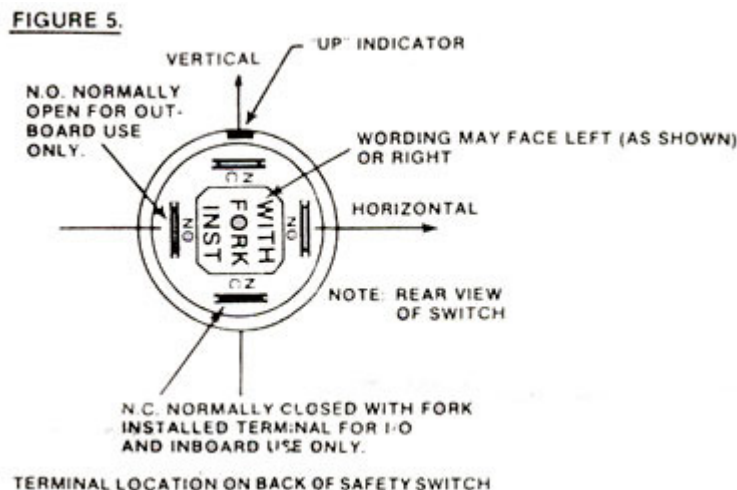 FIGURE 5.
"UP" INDICATOR
VERTICAL
N.O. NORMALLY
OPEN FOR OUT-
BOARD USE
ONLY.
WORDING MAY FACE LEFT (AS SHOWN)
OR RIGHT
NC
NO
WITH
FORK
INST
NO
HORIZONTAL
NC
NOTE: REAR VIEW
OF SWITCH
N.C. NORMALLY CLOSED WITH FORK
INSTALLED TERMINAL FOR I/O
AND INBOARD USE ONLY.
TERMINAL LOCATION ON BACK OF SAFETY SWITCH